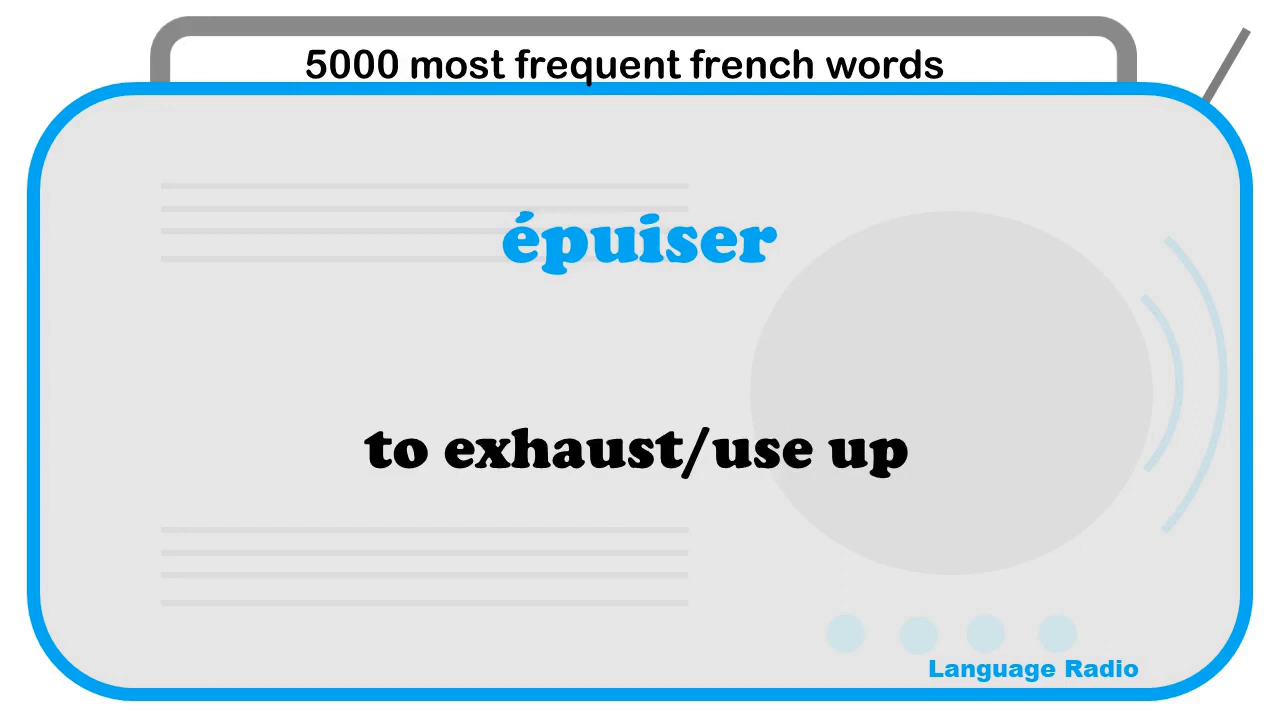 5000 most frequent french words
épuiser
to exhaust/use up
Language Radio